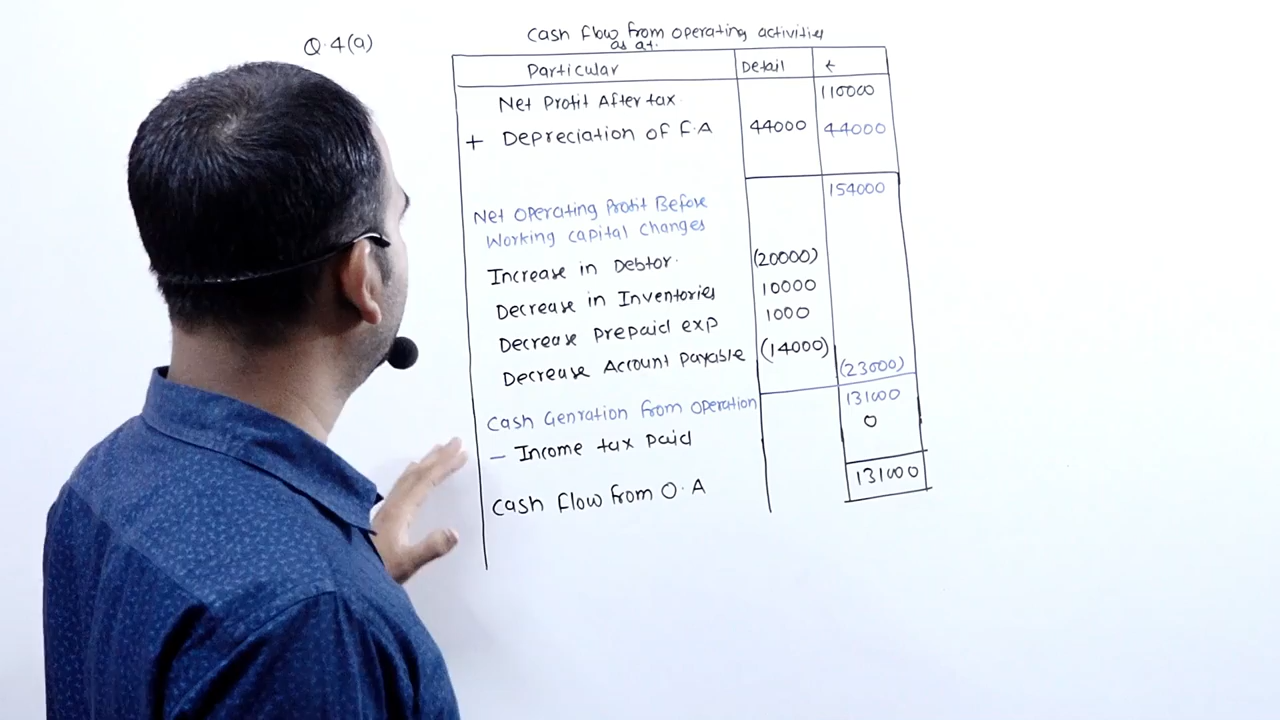 Q.4(a)
Cash flow from operating activities
as at.
Particular Detail ₹
Net Profit After tax 110000
+ Depreciation of F.A 44000 44000
154000
Net Operating Profit Before
Working Capital Changes
Increase in Debtor. (20000)
Decrease in Inventories 10000
Decrease Prepaid exp 1000
Decrease Account Payable (14000)
(23000)
Cash Genration from Operation 131000
0
- Income tax Paid
Cash flow from O.A 131000